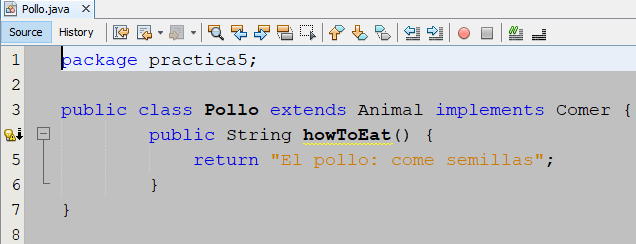 Pollo.java
Source History
1 package practica5;
2
3 public class Pollo extends Animal implements Comer {
public String howToEat() {
5 return "El pollo: come semillas";
6 }
7 }
8